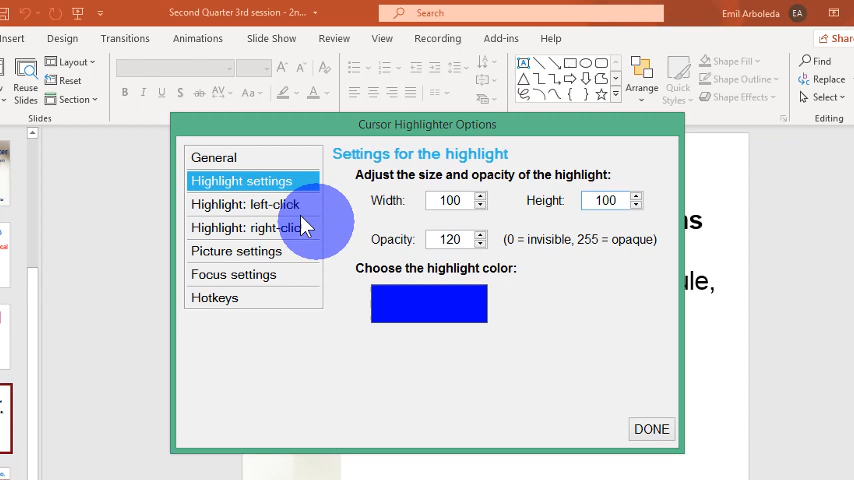 Second Quarter 3rd session - 2n...
Search
Emil Arboleda EA
Insert Design Transitions Animations Slide Show Review View Recording Add-ins Help Share
Reuse Slides
Layout
Reset
Section
B I U S
Aa
A
Arrange
Quick Styles
Shape Fill
Shape Outline
Shape Effects
Find
Replace
Select
Editing
Cursor Highlighter Options
General
Highlight settings
Highlight: left-click
Highlight: right-click
Picture settings
Focus settings
Hotkeys
Settings for the highlight
Adjust the size and opacity of the highlight:
Width: 100 Height: 100
Opacity: 120 (0 = invisible, 255 = opaque)
Choose the highlight color:
DONE